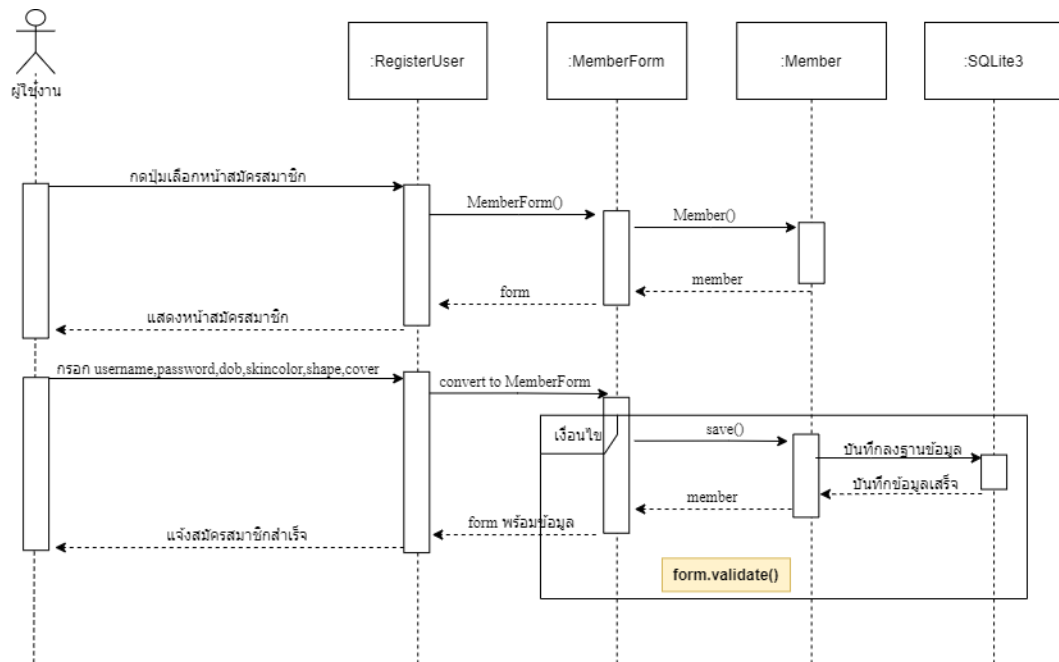 :RegisterUser
:MemberForm
:Member
:SQLite3
ผู้ใช้งาน
กดปุ่มเลือกหน้าสมัครสมาชิก
MemberForm()
Member()
member
form
แสดงหน้าสมัครสมาชิก
กรอก username,password,dob,skincolor,shape,cover
convert to MemberForm
เงื่อนไข
save()
บันทึกลงฐานข้อมูล
บันทึกข้อมูลเสร็จ
member
form พร้อมข้อมูล
แจ้งสมัครสมาชิกสำเร็จ
form.validate()